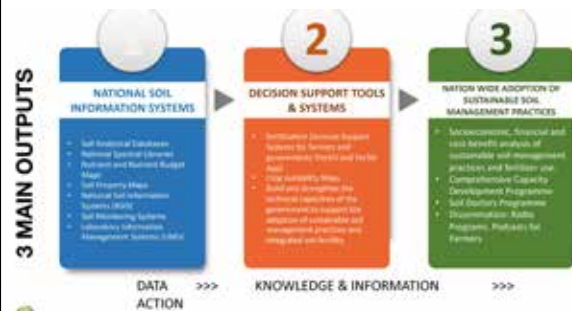 3 MAIN OUTPUTS
1
NATIONAL SOIL
INFORMATION SYSTEMS
Soil Analytical Databases
National Spectral Libraries
Nutrient and Nutrient Budget
Maps
Soil Property Maps
National Soil Information
Systems (NSIS)
Soil Monitoring Systems
Laboratory Information
Management Systems (LIMS)
2
DECISION SUPPORT TOOLS
& SYSTEMS
Fertilization Decision Support
Systems for farmers and
governments
App)
Crop Suitability Maps
Build and strengthen the
technical capacities of the
government to support the
adoption of sustainable soil
management practices and
integrated soil fertility
3
NATION WIDE ADOPTION OF
SUSTAINABLE SOIL
MANAGEMENT PRACTICES
Socioeconomic, financial and
cost-benefit analysis of
sustainable soil management
practices and fertilizer use
Comprehensive Capacity
Development Programme
Soil Doctors Programme
Dissemination: Radio
Programs, Podcasts for
Farmers
DATA >>> KNOWLEDGE & INFORMATION >>>
ACTION